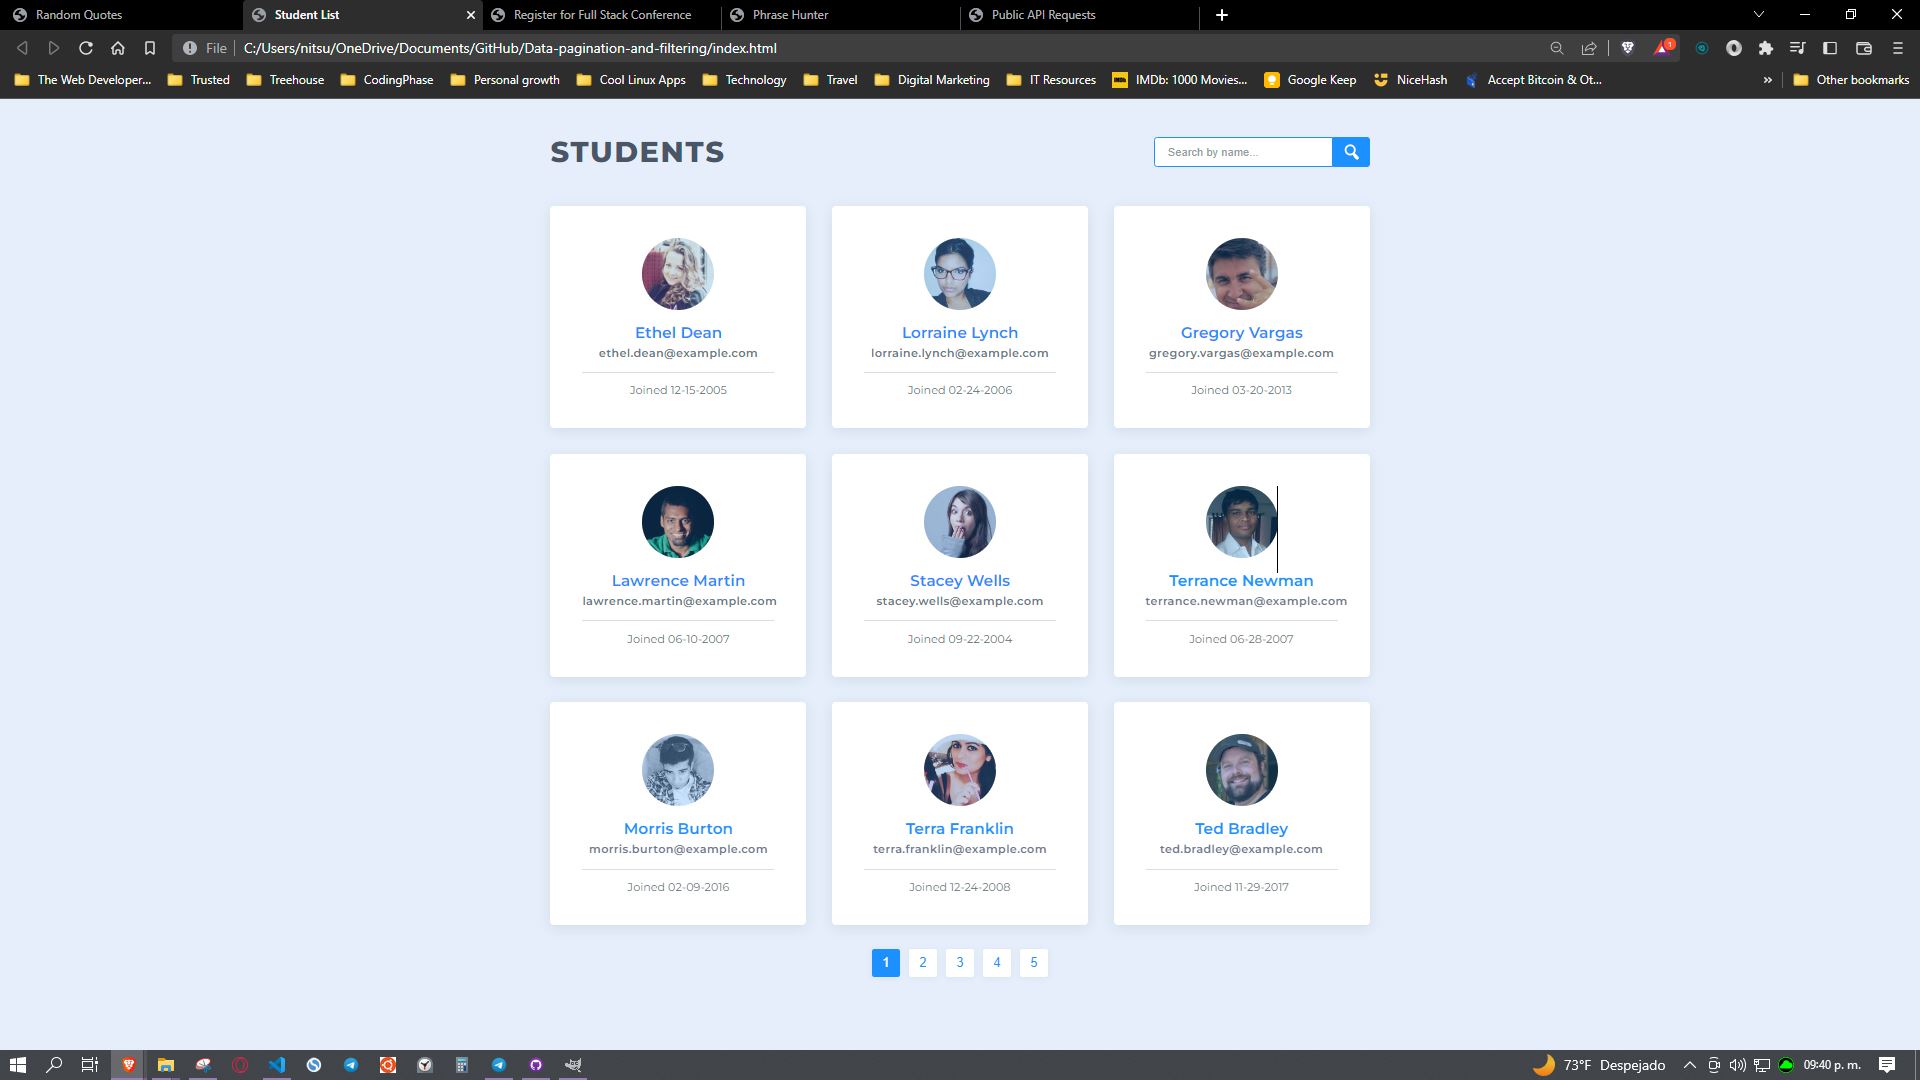 Random Quotes
Student List
Register for Full Stack Conference
Phrase Hunter
Public API Requests
File
C:/Users/nitsu/OneDrive/Documents/GitHub/Data-pagination-and-filtering/index.html
1
The Web Developer...
Trusted
Treehouse
CodingPhase
Personal growth
Cool Linux Apps
Technology
Travel
Digital Marketing
IT Resources
IMDb: 1000 Movies...
Google Keep
NiceHash
Accept Bitcoin & Ot...
»
Other bookmarks
STUDENTS
Search by name...
Ethel Dean
ethel.dean@example.com
Joined 12-15-2005
Lorraine Lynch
lorraine.lynch@example.com
Joined 02-24-2006
Gregory Vargas
gregory.vargas@example.com
Joined 03-20-2013
Lawrence Martin
lawrence.martin@example.com
Joined 06-10-2007
Stacey Wells
stacey.wells@example.com
Joined 09-22-2004
Terrance Newman
terrance.newman@example.com
Joined 06-28-2007
Morris Burton
morris.burton@example.com
Joined 02-09-2016
Terra Franklin
terra.franklin@example.com
Joined 12-24-2008
Ted Bradley
ted.bradley@example.com
Joined 11-29-2017
1 2 3 4 5
73°F Despejado
09:40 p. m.